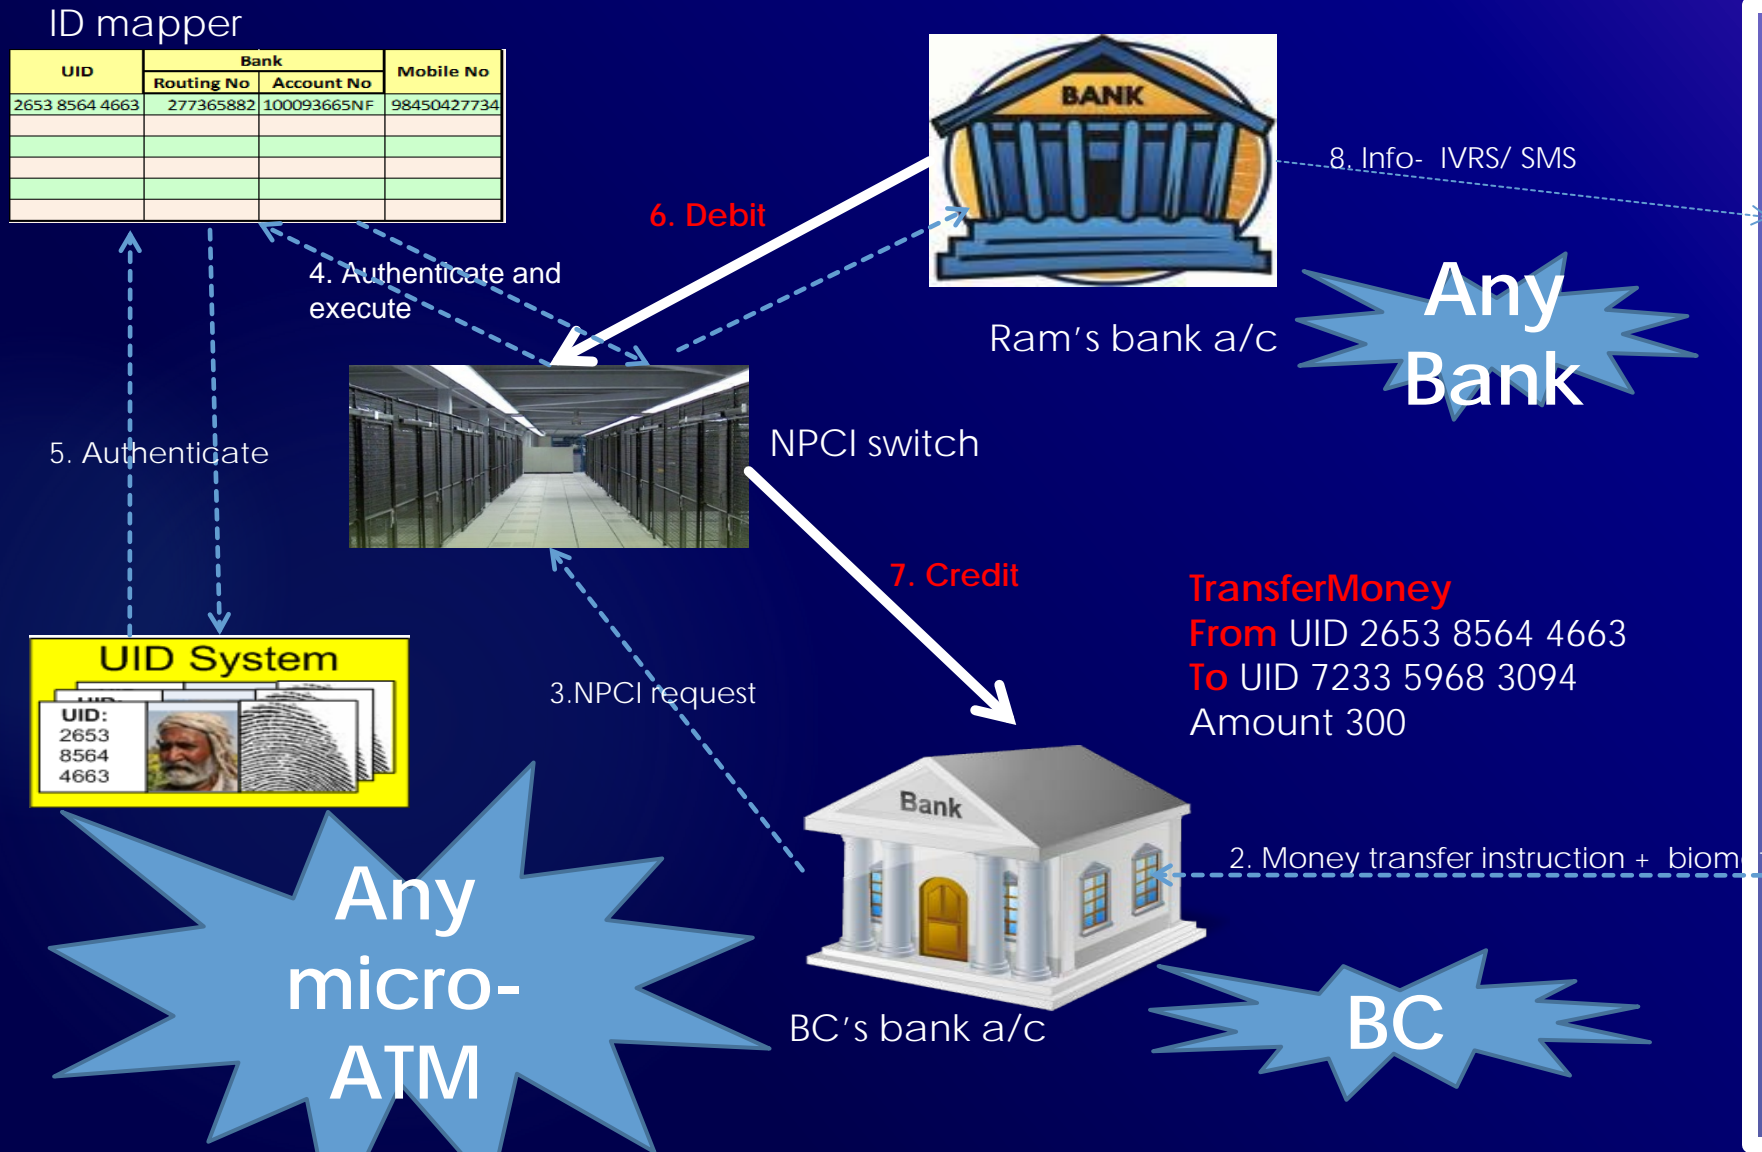 ID mapper
UID
Bank
Mobile No
Routing No
Account No
2653 8564 4663
277365882
100093665NF
98450427734
BANK
8. Info- IVRS/ SMS
6. Debit
4. Authenticate and
execute
Any
Bank
Ram's bank a/c
NPCI switch
5. Authenticate
7. Credit
TransferMoney
From UID 2653 8564 4663
To UID 7233 5968 3094
Amount 300
UID System
UID:
2653
8564
4663
3.NPCI request
Bank
2. Money transfer instruction +
Any
micro-
ATM
BC's bank a/c
BC